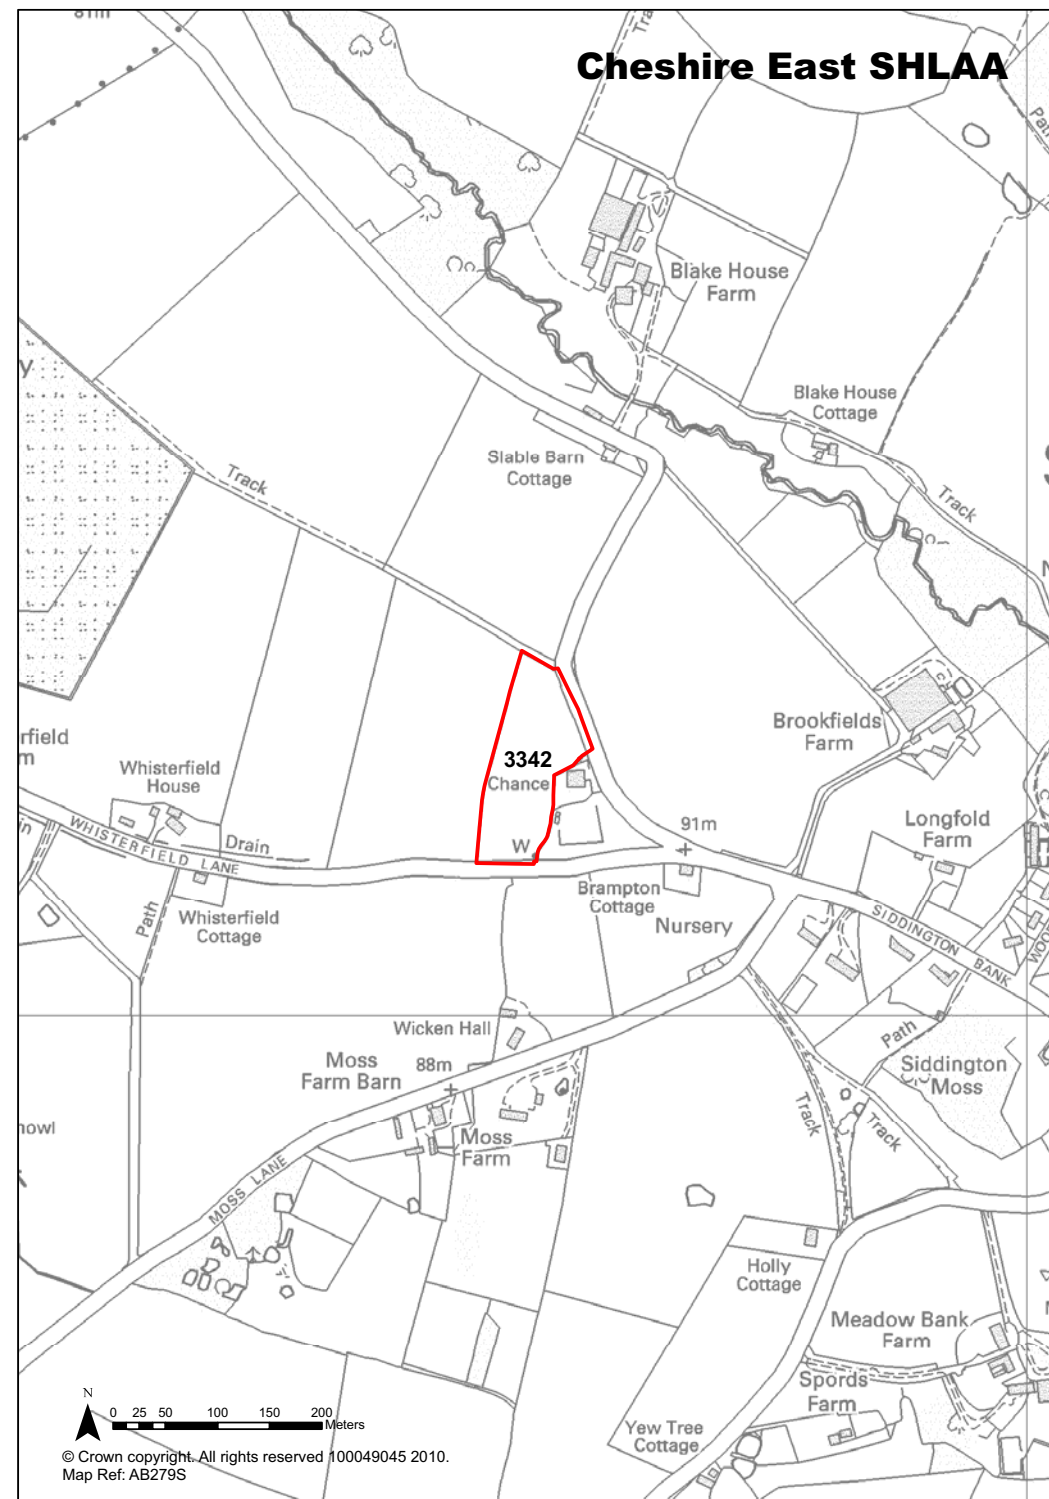 81m
Cheshire East SHLAA
Track
Blake House
Farm
Blake House
Cottage
Slable Barn
Cottage
Track
Track
Brookfields
Farm
3342
Chance
W
Whisterfield
House
WHISTERFIELD LANE
Drain
91m
Longfold
Farm
Brampton
Cottage
Nursery
Whisterfield
Cottage
Path
SIDDINGTON BANK
Wicken Hall
Moss
Farm Barn
88m
Path
Siddington
Moss
Track
Track
Moss
Farm
MOSS LANE
Holly
Cottage
Meadow Bank
Farm
Spords
Farm
Yew Tree
Cottage
N
0 25 50 100 150 200
Meters
© Crown copyright. All rights reserved 100049045 2010.
Map Ref: AB279S